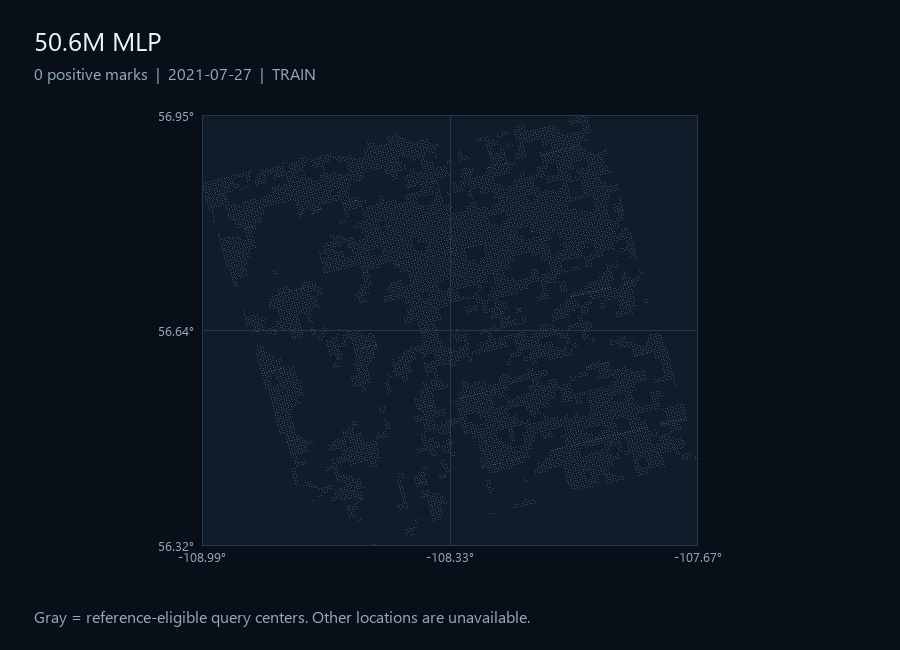 50.6M MLP
0 positive marks | 2021-07-27 | TRAIN
56.95°
56.64°
56.32°
-108.99°
-108.33°
-107.67°
Gray = reference-eligible query centers. Other locations are unavailable.